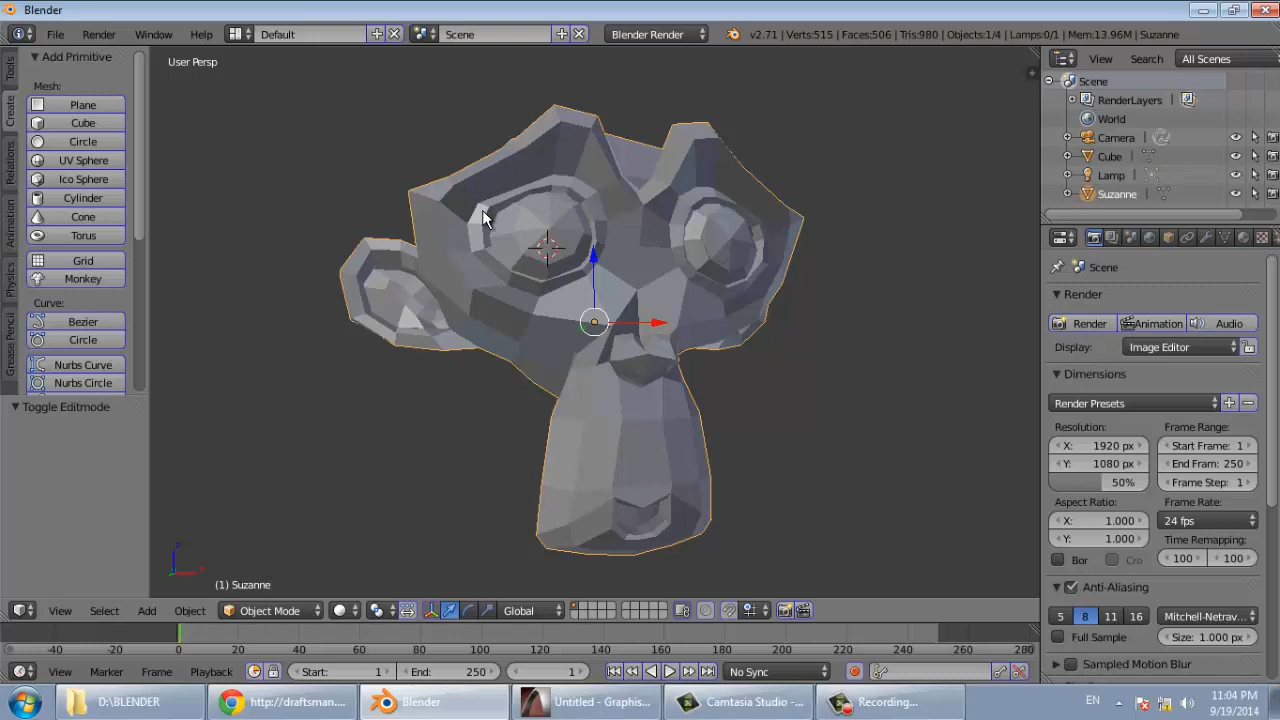 Blender
File Render Window Help Default Scene Blender Render v2.71 | Verts:515 | Faces:506 | Tris:980 | Objects:1/4 | Lamps:0/1 | Mem:13.96M | Suzanne
Tools
Create
Relations
Animation
Physics
Grease Pencil
Add Primitive
Mesh:
Plane
Cube
Circle
UV Sphere
Ico Sphere
Cylinder
Cone
Torus
Grid
Monkey
Curve:
Bezier
Circle
Nurbs Curve
Nurbs Circle
Toggle Editmode
User Persp
(1) Suzanne
View Search All Scenes
Scene
RenderLayers
World
Camera
Cube
Lamp
Suzanne
Scene
Render
Render Animation Audio
Display: Image Editor
Dimensions
Render Presets
Resolution: Frame Range:
X: 1920 px Start Frame: 1
Y: 1080 px End Fram: 250
50% Frame Step: 1
Aspect Ratio: Frame Rate:
X: 1.000 24 fps
Y: 1.000 Time Remapping:
Bor Cro 100 100
Anti-Aliasing
5 8 11 16 Mitchell-Netrav...
Full Sample Size: 1.000 px
Sampled Motion Blur
View Select Add Object Object Mode Global
-40 -20 0 20 40 60 80 100 120 140 160 180 200 220 240 260 280
View Marker Frame Playback Start: 1 End: 250 1 No Sync
D:\BLENDER http://draftsman.... Blender Untitled - Graphis... Camtasia Studio - ... Recording... EN 11:04 PM
9/19/2014